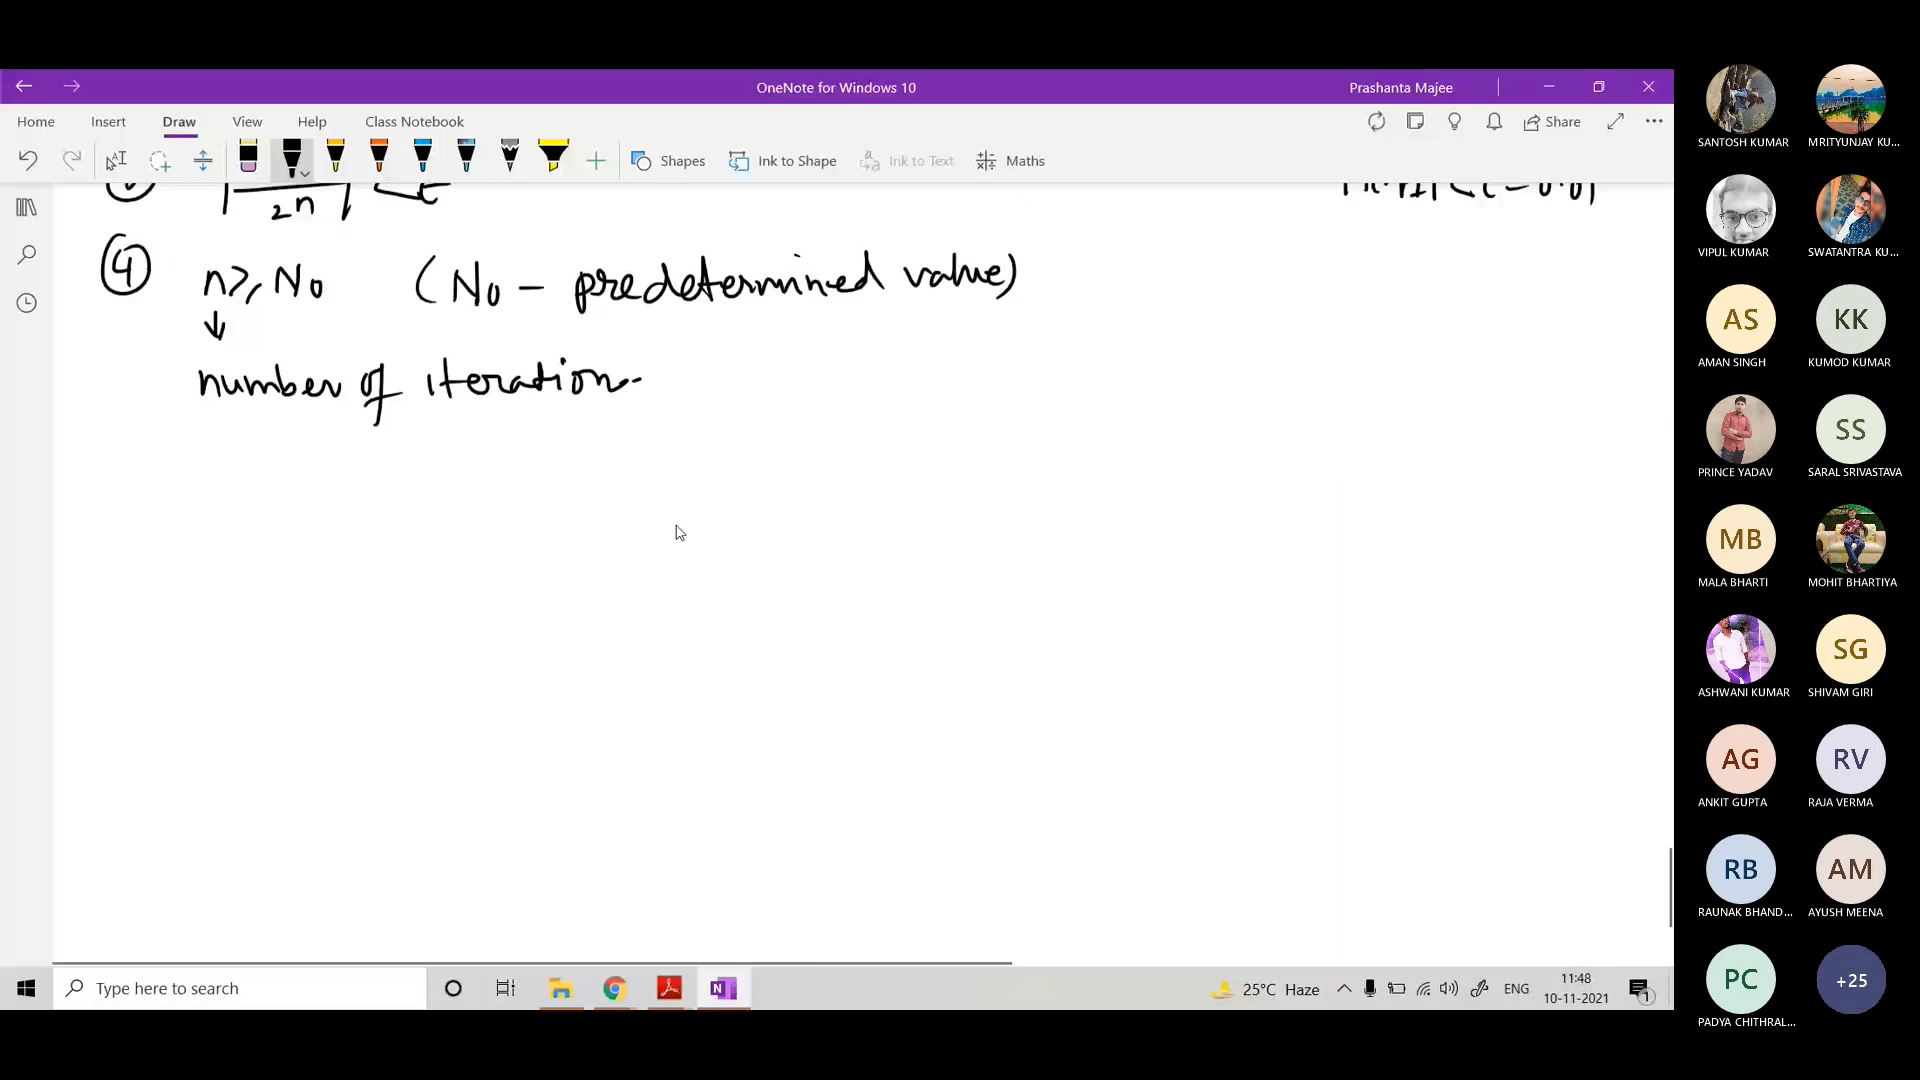 OneNote for Windows 10
Prashanta Majee
Home Insert Draw View Help Class Notebook
Share
Shapes Ink to Shape Ink to Text Maths
2n < ε
④ n ≥ N₀ (N₀ – predetermined value)
↓
number of iteration.
SANTOSH KUMAR
MRITYUNJAY KU...
VIPUL KUMAR
SWATANTRA KU...
AS
KK
AMAN SINGH
KUMOD KUMAR
SS
PRINCE YADAV
SARAL SRIVASTAVA
MB
MALA BHARTI
MOHIT BHARTIYA
SG
ASHWANI KUMAR
SHIVAM GIRI
AG
RV
ANKIT GUPTA
RAJA VERMA
RB
AM
RAUNAK BHAND...
AYUSH MEENA
PC
+25
PADYA CHITHRAL...
Type here to search
25°C Haze
ENG
11:48
10-11-2021
1